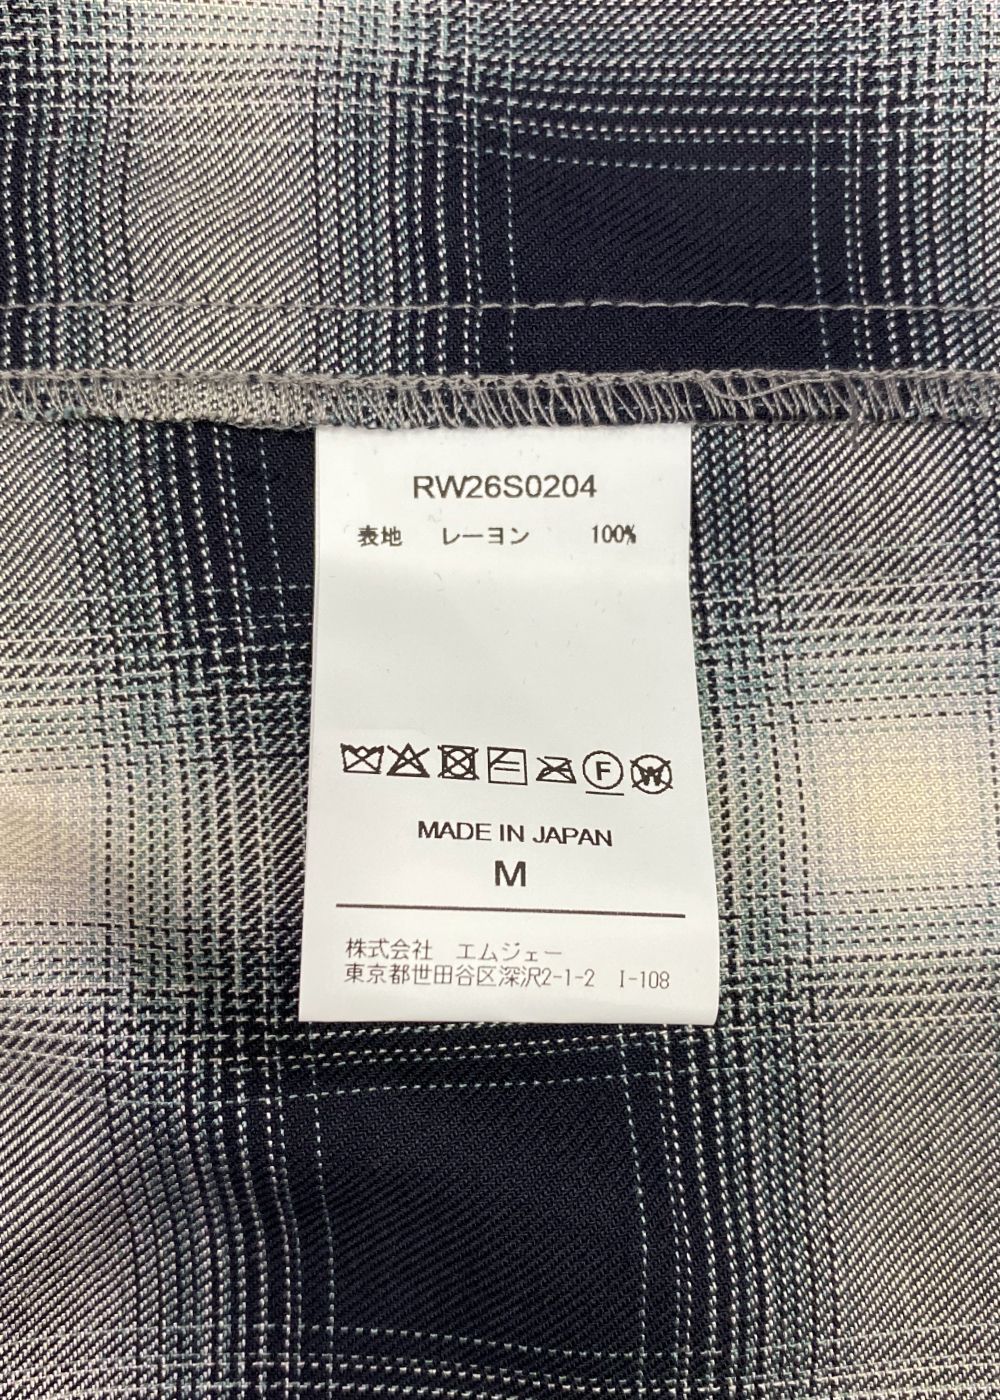 RW26S0204
表地 レーヨン 100%
F W
MADE IN JAPAN
M
株式会社 エムジェー
東京都世田谷区深沢2-1-2 I-108